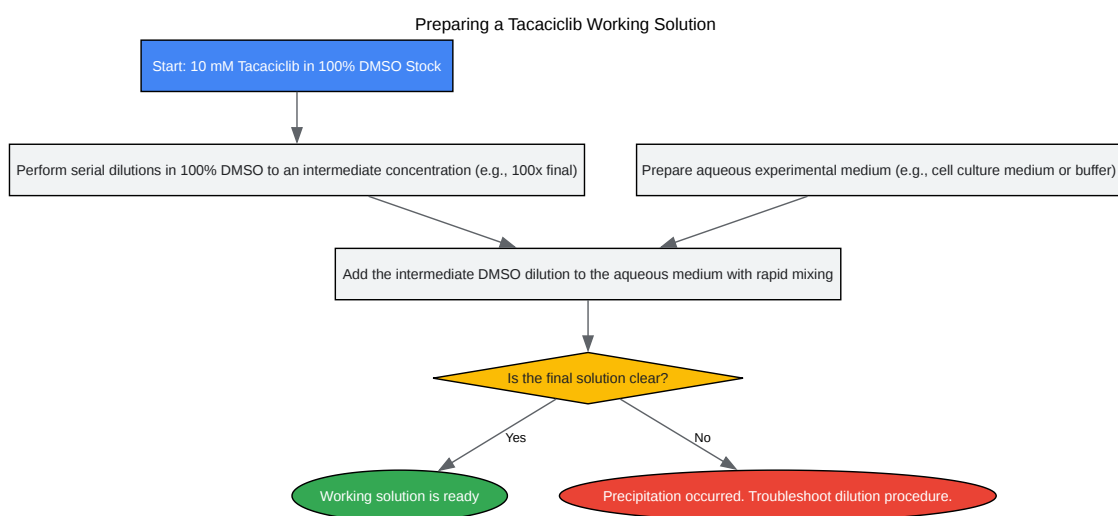 Preparing a Tacaciclib Working Solution
Start: 10 mM Tacaciclib in 100% DMSO Stock
Perform serial dilutions in 100% DMSO to an intermediate concentration (e.g., 100x final)
Prepare aqueous experimental medium (e.g., cell culture medium or buffer)
Add the intermediate DMSO dilution to the aqueous medium with rapid mixing
Is the final solution clear?
Yes
No
Working solution is ready
Precipitation occurred. Troubleshoot dilution procedure.